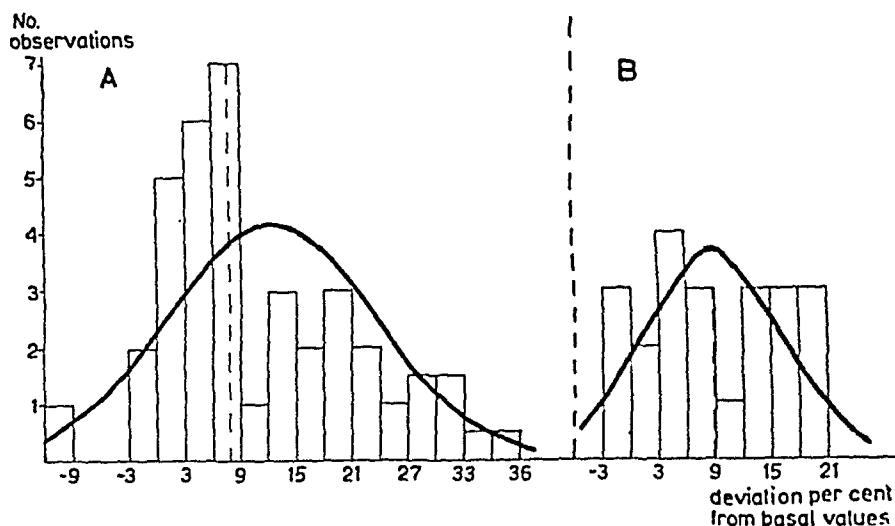 No.
observations
A
B
7
6
5
4
3
2
1
-9 -3 3 9 15 21 27 33 36
-3 3 9 15 21
deviation per cent
from basal values